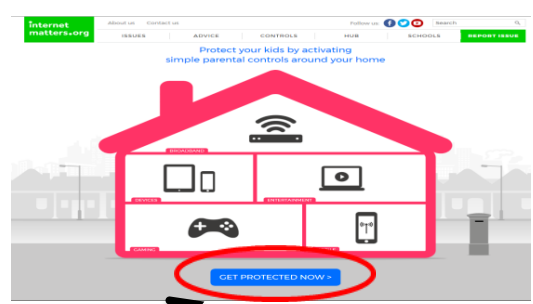 internet
matters.org
About us Contact us
Follow us
Search
ISSUES ADVICE CONTROLS HUB SCHOOLS REPORT ISSUE
Protect your kids by activating
simple parental controls around your home
BROADBAND
DEVICES ENTERTAINMENT
GAMING
GET PROTECTED NOW >